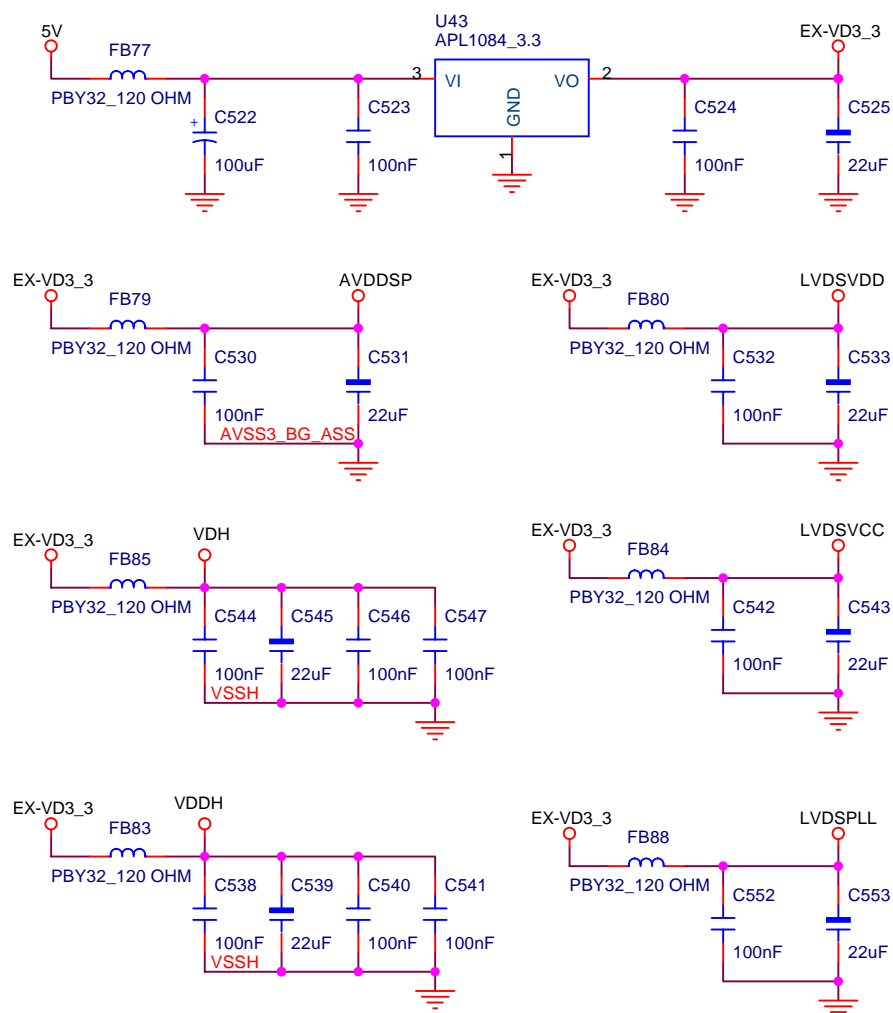 5V
FB77
PBY32_120 OHM
+
C522
100uF
C523
100nF
U43
APL1084_3.3
3
VI
VO
2
GND
1
C524
100nF
EX-VD3_3
C525
22uF
EX-VD3_3
FB79
PBY32_120 OHM
AVDDSP
C530
100nF
C531
22uF
AVSS3_BG_ASS
EX-VD3_3
FB80
PBY32_120 OHM
LVDSVDD
C532
100nF
C533
22uF
EX-VD3_3
FB85
PBY32_120 OHM
VDH
C544
100nF
C545
22uF
C546
100nF
C547
100nF
VSSH
EX-VD3_3
FB84
PBY32_120 OHM
LVDSVCC
C542
100nF
C543
22uF
EX-VD3_3
FB83
PBY32_120 OHM
VDDH
C538
100nF
C539
22uF
C540
100nF
C541
100nF
VSSH
EX-VD3_3
FB88
PBY32_120 OHM
LVDSPLL
C552
100nF
C553
22uF